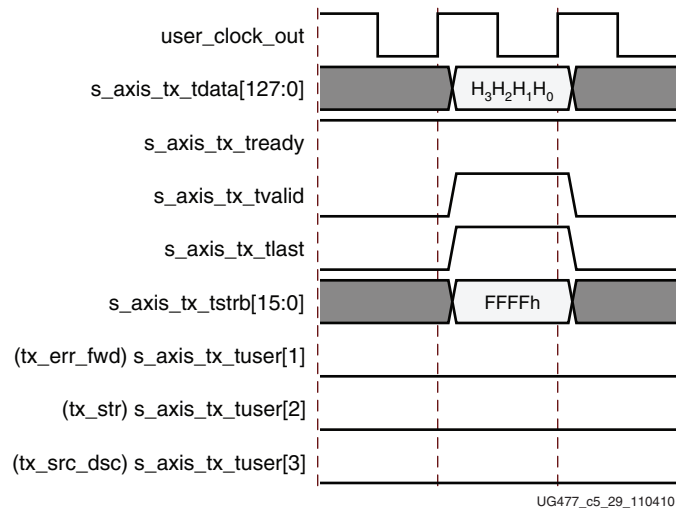 user_clock_out
s_axis_tx_tdata[127:0] H₃H₂H₁H₀
s_axis_tx_tready
s_axis_tx_tvalid
s_axis_tx_tlast
s_axis_tx_tstrb[15:0] FFFFh
(tx_err_fwd) s_axis_tx_tuser[1]
(tx_str) s_axis_tx_tuser[2]
(tx_src_dsc) s_axis_tx_tuser[3]
UG477_c5_29_110410